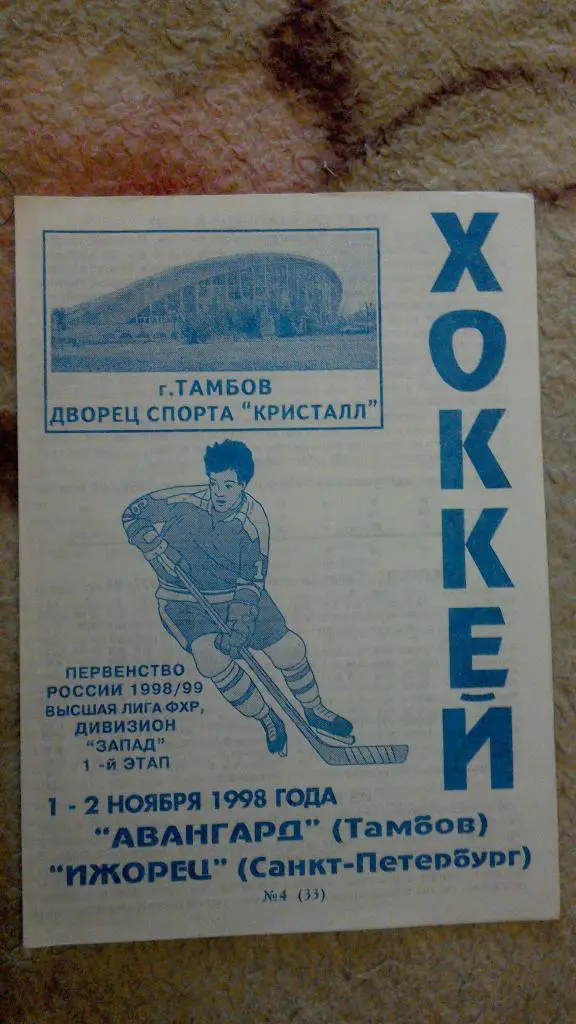 ХОККЕЙ
г.ТАМБОВ
ДВОРЕЦ СПОРТА "КРИСТАЛЛ"
ПЕРВЕНСТВО
РОССИИ 1998/99
ВЫСШАЯ ЛИГА ФХР,
ДИВИЗИОН
"ЗАПАД"
1 -й ЭТАП
1 - 2 НОЯБРЯ 1998 ГОДА
"АВАНГАРД" (Тамбов)
"ИЖОРЕЦ" (Санкт-Петербург)
№4 (33)